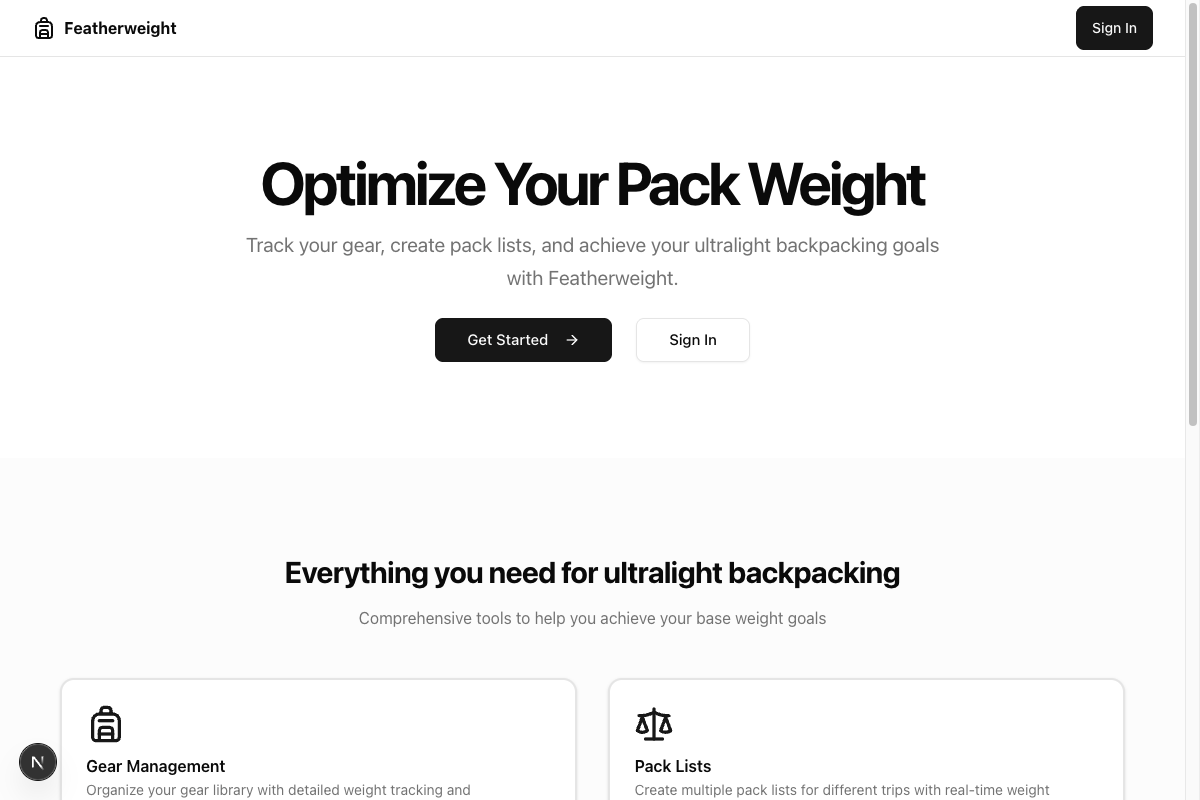 Featherweight
Sign In
Optimize Your Pack Weight
Track your gear, create pack lists, and achieve your ultralight backpacking goals
with Featherweight.
Get Started →
Sign In
Everything you need for ultralight backpacking
Comprehensive tools to help you achieve your base weight goals
Gear Management
Organize your gear library with detailed weight tracking and
Pack Lists
Create multiple pack lists for different trips with real-time weight
N